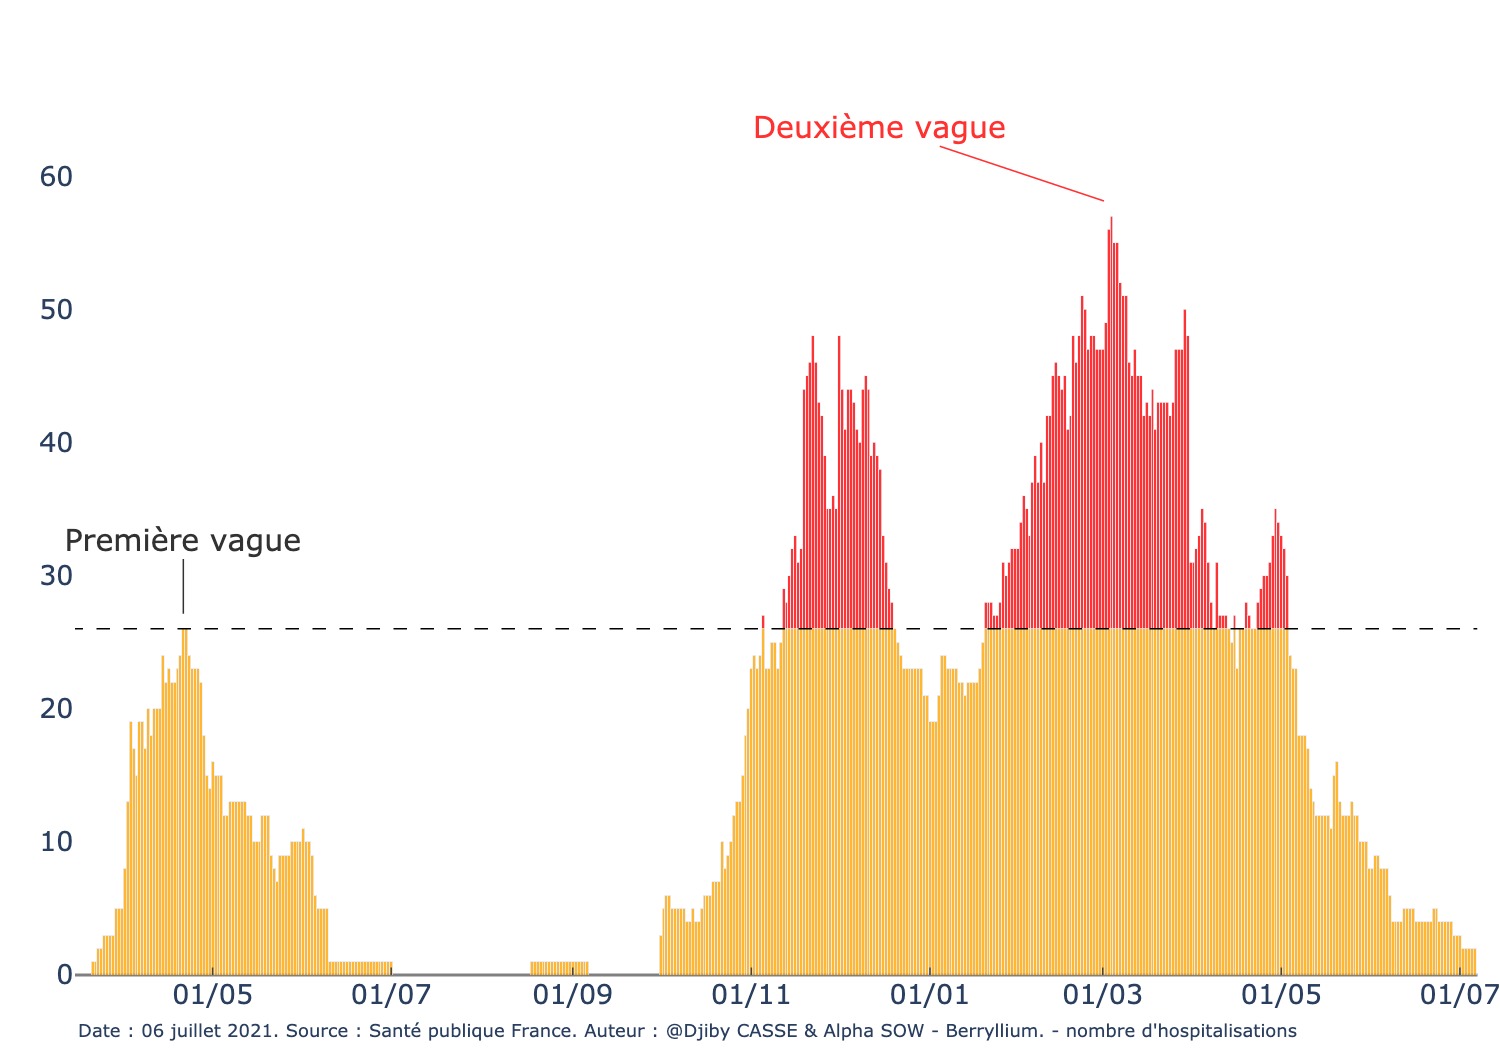 Deuxième vague
60
50
40
Première vague
30
20
10
0
01/05 01/07 01/09 01/11 01/01 01/03 01/05 01/07
Date : 06 juillet 2021. Source : Santé publique France. Auteur : @Djiby CASSE & Alpha SOW - Berryllium. - nombre d'hospitalisations